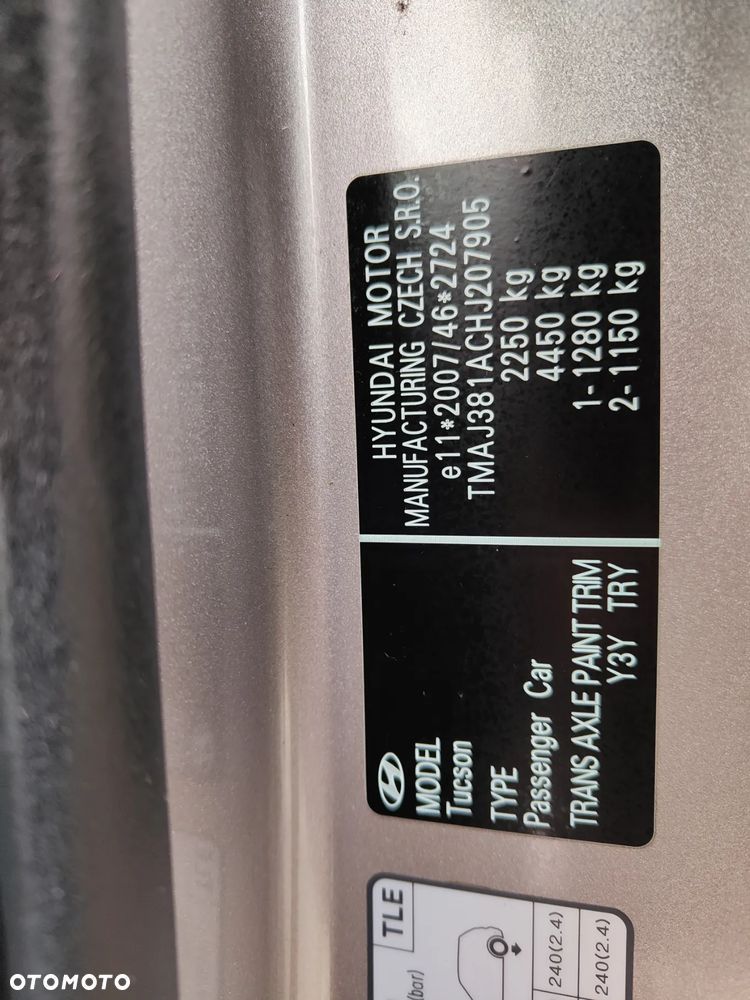 HYUNDAI MOTOR
MANUFACTURING CZECH S.R.O.
e11*2007/46*2724
TMAJ381ACHJ207905
2250 kg
4450 kg
1-1280 kg
2-1150 kg
MODEL
Tucson
TYPE
Passenger Car
TRANS AXLE PAINT TRIM
Y3Y TRY
TLE
(bar)
240(2.4)
240(2.4)
OTOMOTO